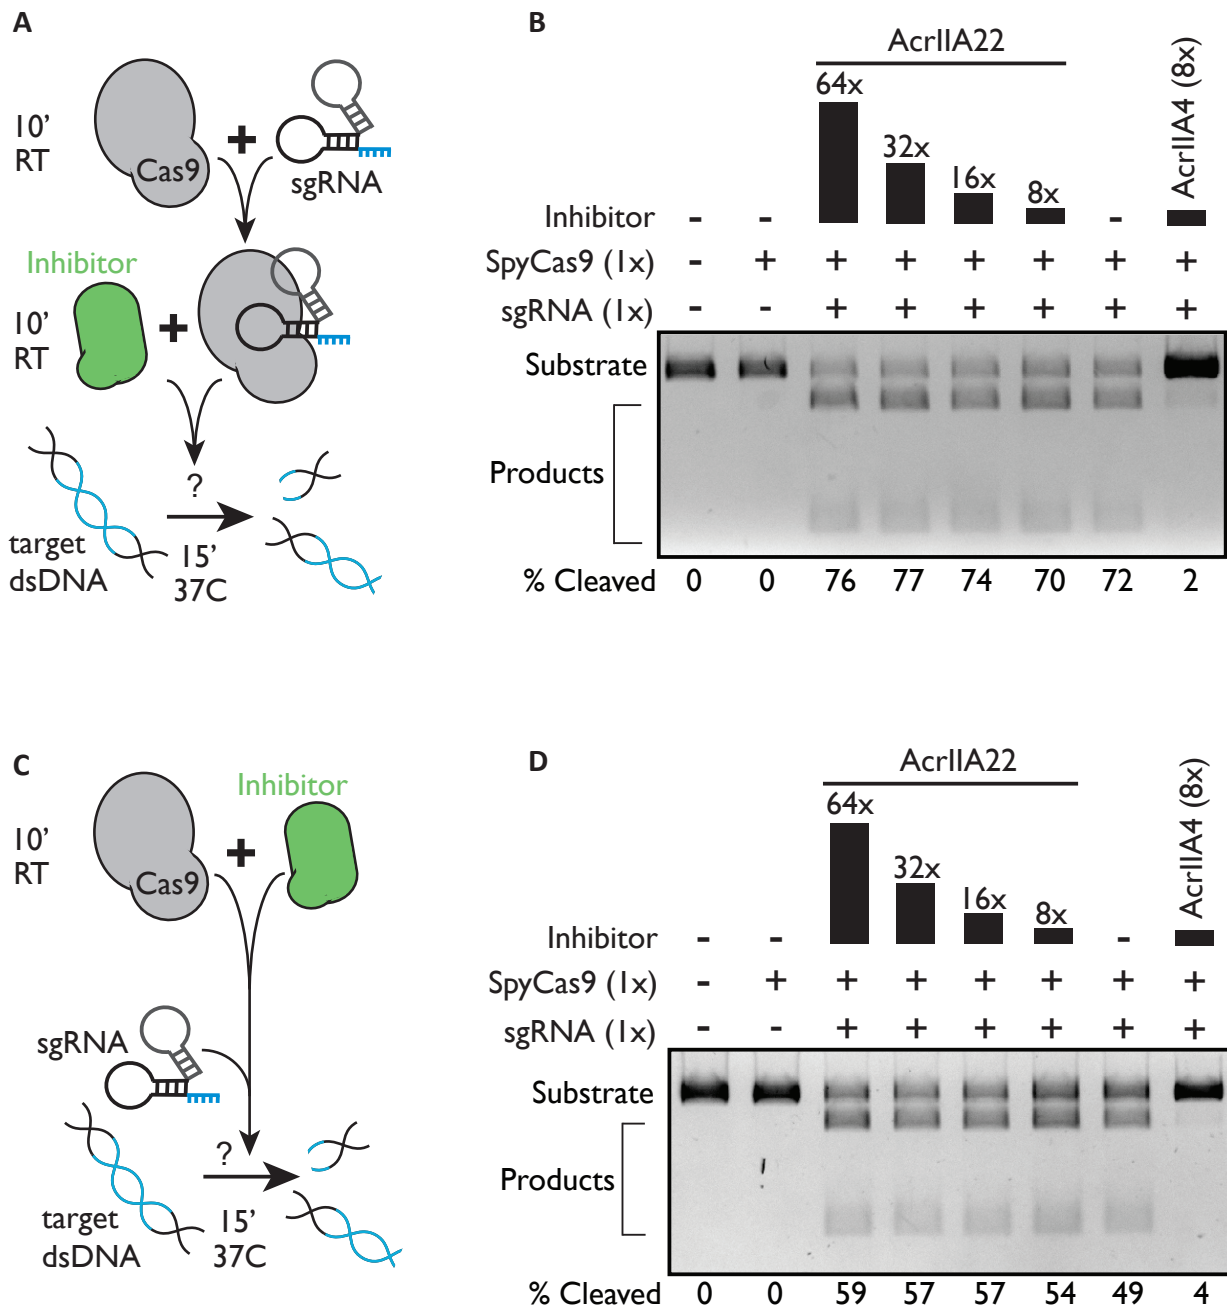 A
10'
RT
Cas9
sgRNA
Inhibitor
10'
RT
?
target
dsDNA
15'
37C
B
AcrIIA22
AcrIIA4 (8x)
64x
32x
16x
8x
Inhibitor - - -
SpyCas9 (1x) - + + + + + + +
sgRNA (1x) - - + + + + + +
Substrate
Products
% Cleaved 0 0 76 77 74 70 72 2
C
Inhibitor
10'
RT
Cas9
sgRNA
?
target
dsDNA
15'
37C
D
AcrIIA22
AcrIIA4 (8x)
64x
32x
16x
8x
Inhibitor - - -
SpyCas9 (1x) - + + + + + + +
sgRNA (1x) - - + + + + + +
Substrate
Products
% Cleaved 0 0 59 57 57 54 49 4